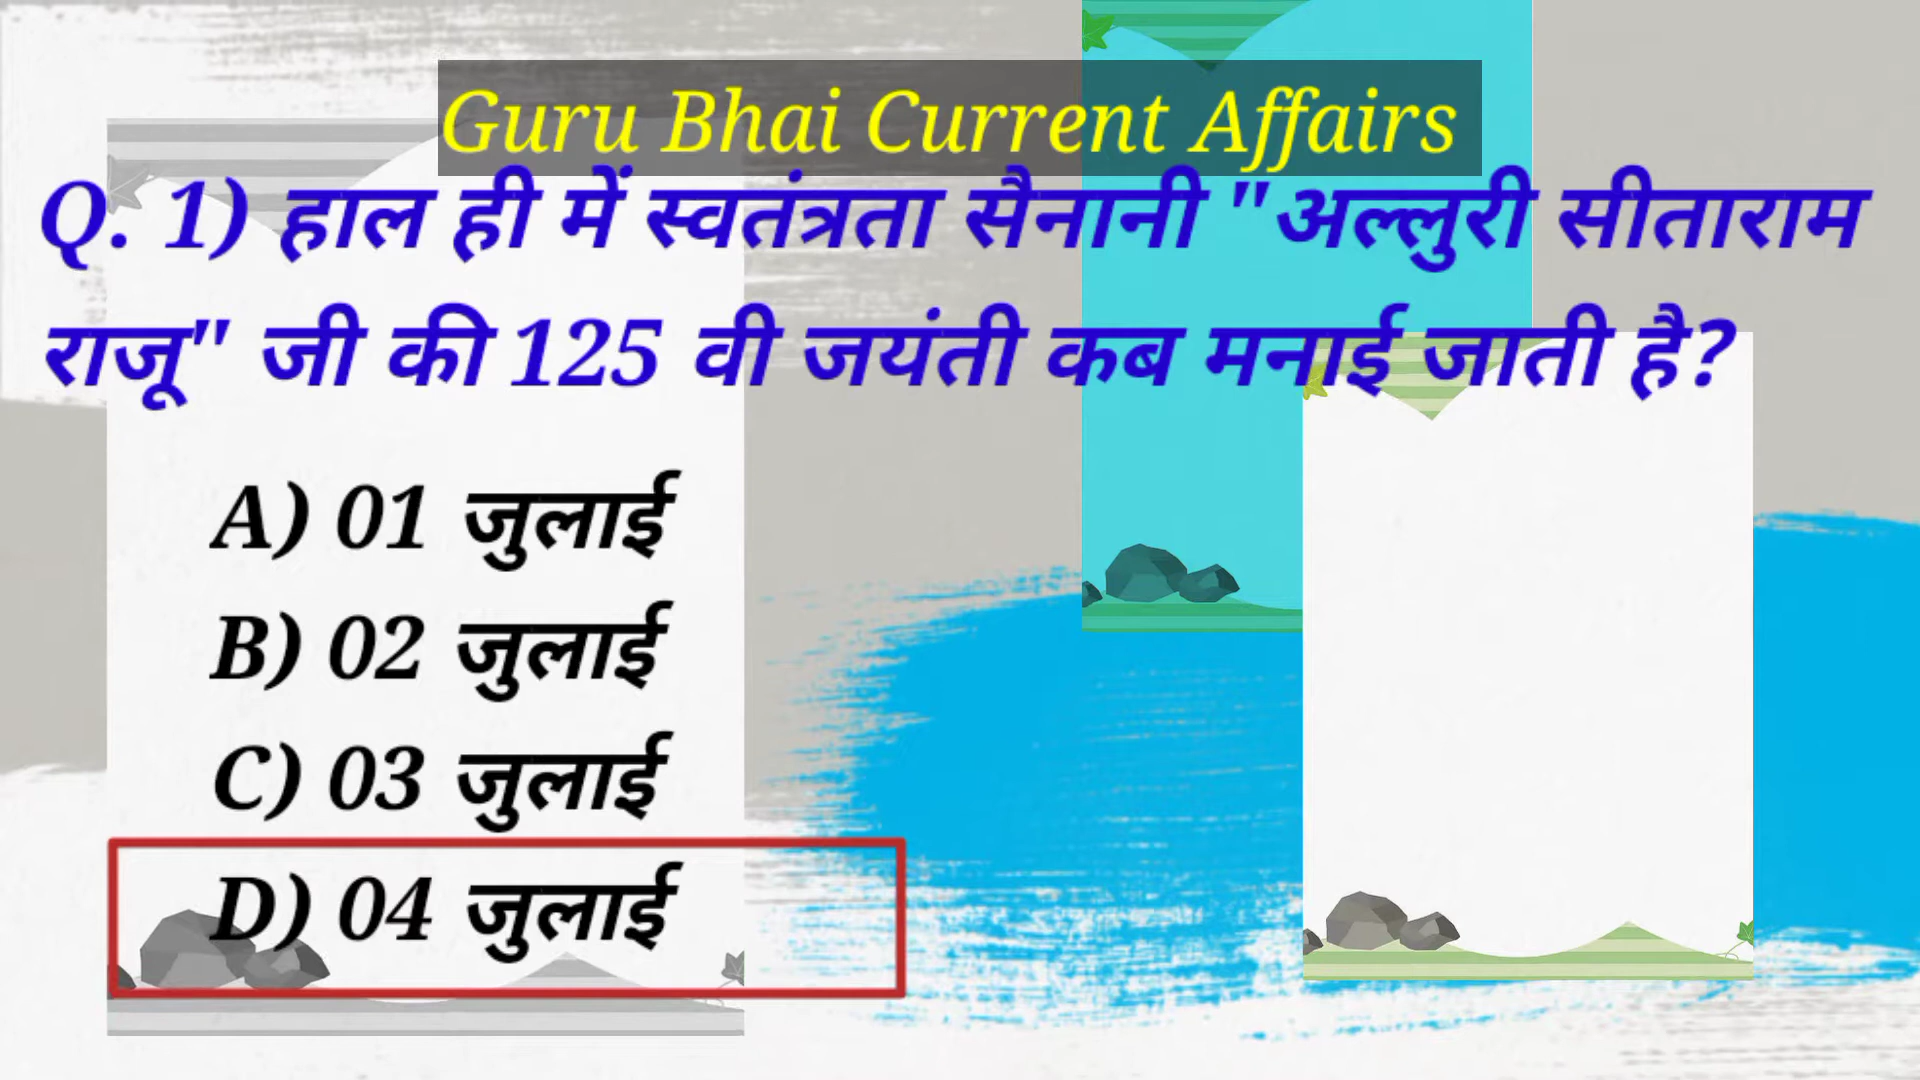 Guru Bhai Current Affairs
Q. 1) हाल ही में स्वतंत्रता सैनानी "अल्लुरी सीताराम
राजू" जी की 125 वी जयंती कब मनाई जाती है?
A) 01 जुलाई
B) 02 जुलाई
C) 03 जुलाई
D) 04 जुलाई